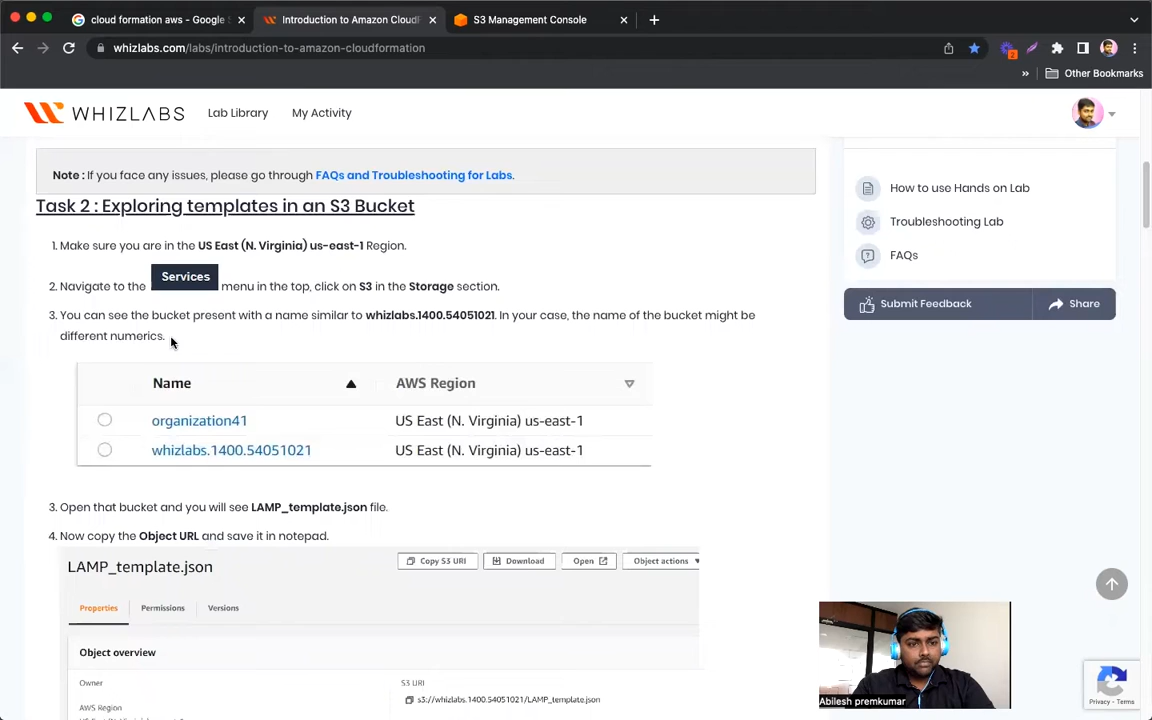 cloud formation aws - Google S
Introduction to Amazon CloudF
S3 Management Console
whizlabs.com/labs/introduction-to-amazon-cloudformation
2
Other Bookmarks
WHIZLABS
Lab Library
My Activity
Note : If you face any issues, please go through FAQs and Troubleshooting for Labs.
Task 2 : Exploring templates in an S3 Bucket
1. Make sure you are in the US East (N. Virginia) us-east-1 Region.
2. Navigate to the Services menu in the top, click on S3 in the Storage section.
3. You can see the bucket present with a name similar to whizlabs.1400.54051021. In your case, the name of the bucket might be
different numerics.
Name AWS Region
organization41 US East (N. Virginia) us-east-1
whizlabs.1400.54051021 US East (N. Virginia) us-east-1
3. Open that bucket and you will see LAMP_template.json file.
4. Now copy the Object URL and save it in notepad.
LAMP_template.json
Copy S3 URI Download Open Object actions
Properties Permissions Versions
Object overview
Owner S3 URI
s3://whizlabs.1400.54051021/LAMP_template.json
AWS Region
How to use Hands on Lab
Troubleshooting Lab
FAQs
Submit Feedback
Share
Abilesh premkumar
Privacy - Terms